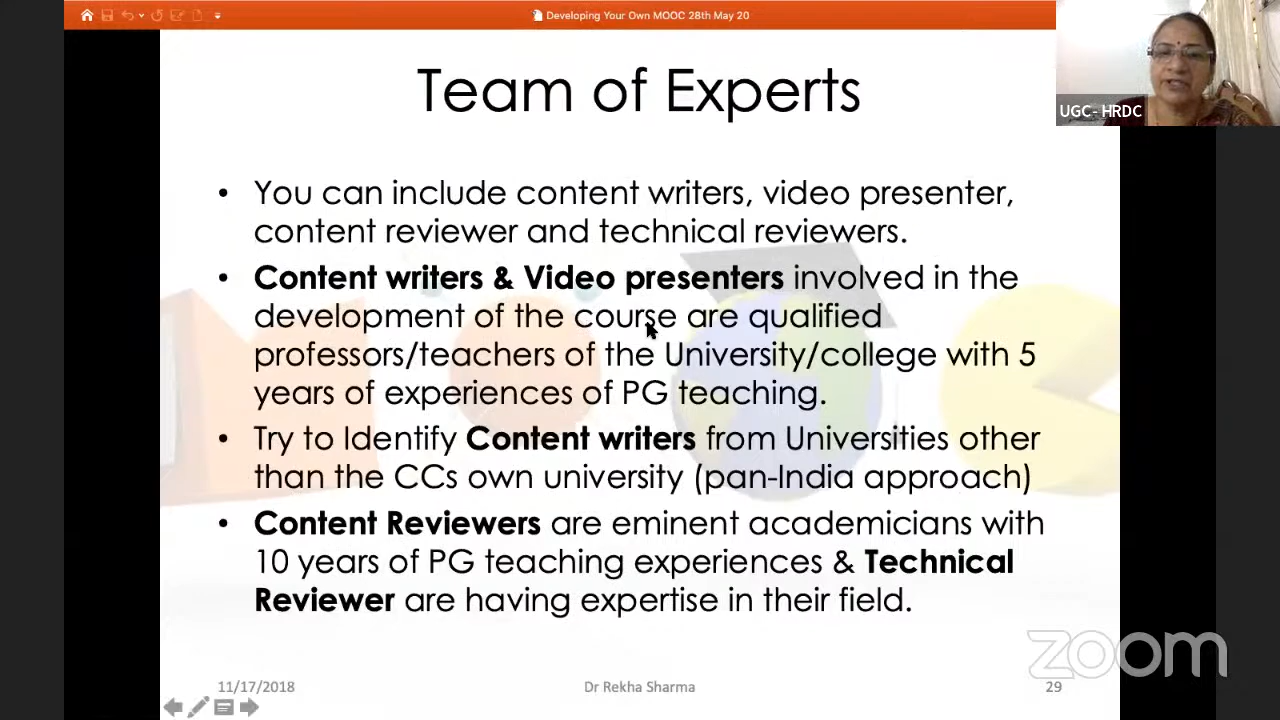 Developing Your Own MOOC 28th May 20
UGC- HRDC
Team of Experts
• You can include content writers, video presenter,
content reviewer and technical reviewers.
• Content writers & Video presenters involved in the
development of the course are qualified
professors/teachers of the University/college with 5
years of experiences of PG teaching.
• Try to Identify Content writers from Universities other
than the CCs own university (pan-India approach)
• Content Reviewers are eminent academicians with
10 years of PG teaching experiences & Technical
Reviewer are having expertise in their field.
zoom
11/17/2018
Dr Rekha Sharma
29